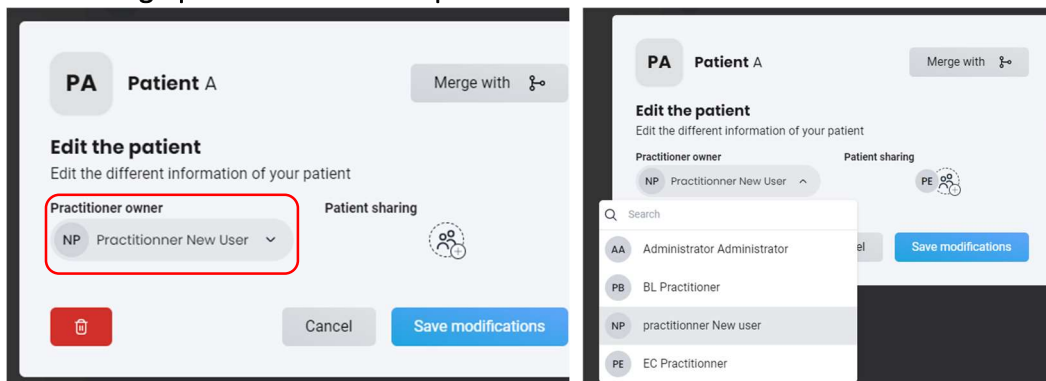 PA Patient A
Merge with
Edit the patient
Edit the different information of your patient
Practitioner owner Patient sharing
NP Practitionner New User
Cancel Save modifications
PA Patient A
Merge with
Edit the patient
Edit the different information of your patient
Practitioner owner Patient sharing
NP Practitionner New User PE
Search
AA Administrator Administrator
el Save modifications
PB BL Practitioner
NP practitionner New user
PE EC Practitionner